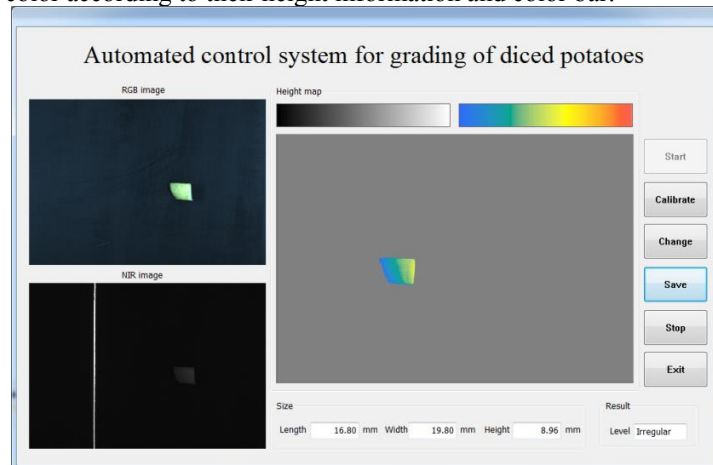 color according to their height information and color bar.
Automated control system for grading of diced potatoes
RGB image
Height map
NIR image
Start
Calibrate
Change
Save
Stop
Exit
Size
Length 16.80 mm Width 19.80 mm Height 8.96 mm
Result
Level Irregular